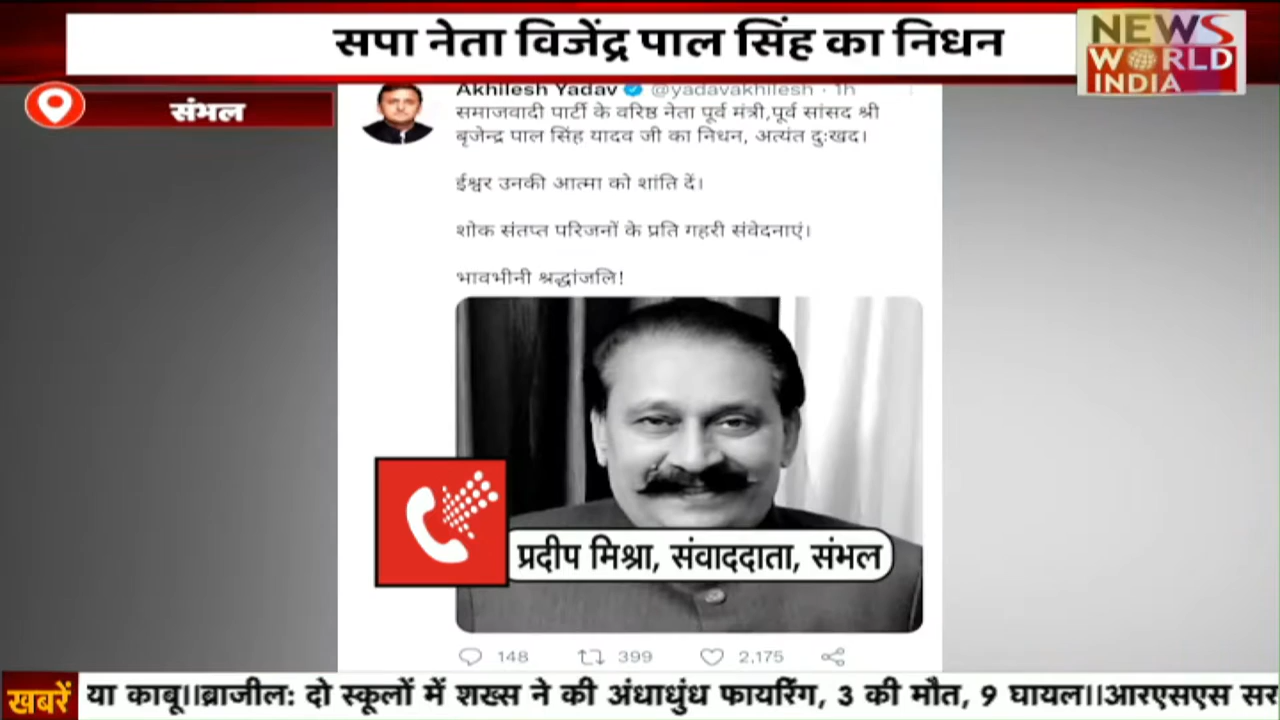 सपा नेता विजेंद्र पाल सिंह का निधन
NEWS
WORLD
INDIA
संभल
Akhilesh Yadav @yadavakhilesh · 1h
समाजवादी पार्टी के वरिष्ठ नेता पूर्व मंत्री,पूर्व सांसद श्री
बृजेन्द्र पाल सिंह यादव जी का निधन, अत्यंत दुःखद।
ईश्वर उनकी आत्मा को शांति दें।
शोक संतप्त परिजनों के प्रति गहरी संवेदनाएं।
भावभीनी श्रद्धांजलि!
प्रदीप मिश्रा, संवाददाता, संभल
148 399 2,175
खबरें या काबू।।ब्राजील: दो स्कूलों में शख्स ने की अंधाधुंध फायरिंग, 3 की मौत, 9 घायल।।आरएसएस सर